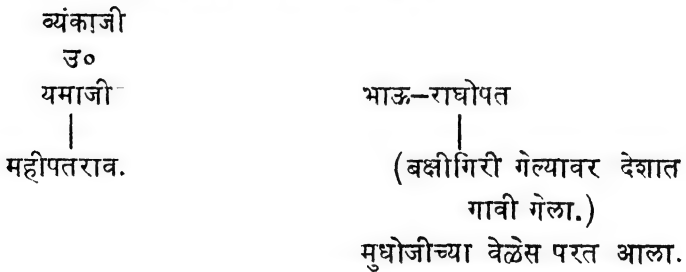 व्यंकाजी
उ०
यमाजी
महीपतराव.
भाऊ–राघोपत
(बक्षीगिरी गेल्यावर देशात
गावी गेला.)
मुधोजीच्या वेळेस परत आला.